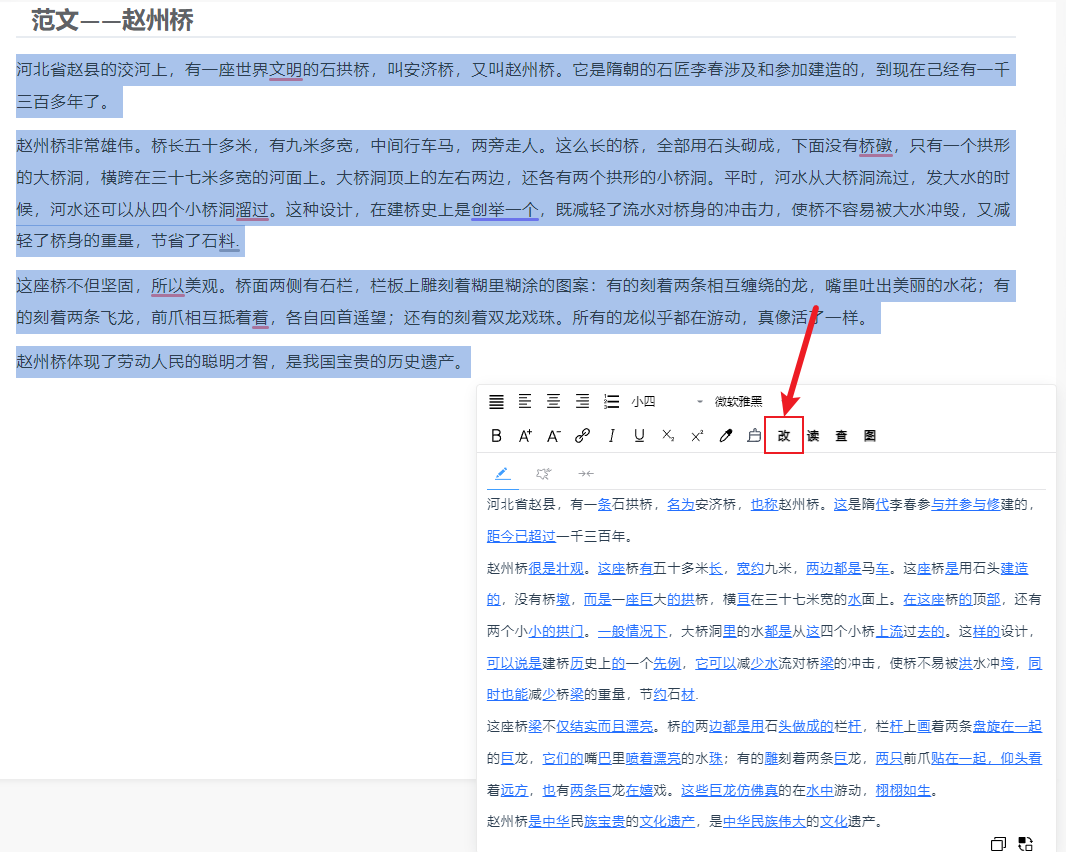 范文——赵州桥
河北省赵县的洨河上，有一座世界文明的石拱桥，叫安济桥，又叫赵州桥。它是隋朝的石匠李春涉及和参加建造的，到现在己经有一千
三百多年了。
赵州桥非常雄伟。桥长五十多米，有九米多宽，中间行车马，两旁走人。这么长的桥，全部用石头砌成，下面没有桥礅，只有一个拱形
的大桥洞，横跨在三十七米多宽的河面上。大桥洞顶上的左右两边，还各有两个拱形的小桥洞。平时，河水从大桥洞流过，发大水的时
候，河水还可以从四个小桥洞溜过。这种设计，在建桥史上是创举一个，既减轻了流水对桥身的冲击力，使桥不容易被大水冲毁，又减
轻了桥身的重量，节省了石料.
这座桥不但坚固，所以美观。桥面两侧有石栏，栏板上雕刻着糊里糊涂的图案：有的刻着两条相互缠绕的龙，嘴里吐出美丽的水花；有
的刻着两条飞龙，前爪相互抵着着，各自回首遥望；还有的刻着双龙戏珠。所有的龙似乎都在游动，真像活了一样。
赵州桥体现了劳动人民的聪明才智，是我国宝贵的历史遗产。
小四 微软雅黑
B A+ A- I U X₂ X² 改 读 查 图
河北省赵县，有一条石拱桥，名为安济桥，也称赵州桥。这是隋代李春参与并参与修建的，
距今已超过一千三百年。
赵州桥很是壮观。这座桥有五十多米长，宽约九米，两边都是马车。这座桥是用石头建造
的，没有桥墩，而是一座巨大的拱桥，横亘在三十七米宽的水面上。在这座桥的顶部，还有
两个小小的拱门。一般情况下，大桥洞里的水都是从这四个小桥上流过去的。这样的设计，
可以说是建桥历史上的一个先例，它可以减少水流对桥梁的冲击，使桥不易被洪水冲垮，同
时也能减少桥梁的重量，节约石材.
这座桥梁不仅结实而且漂亮。桥的两边都是用石头做成的栏杆，栏杆上画着两条盘旋在一起
的巨龙，它们的嘴巴里喷着漂亮的水珠；有的雕刻着两条巨龙，两只前爪贴在一起，仰头看
着远方，也有两条巨龙在嬉戏。这些巨龙仿佛真的在水中游动，栩栩如生。
赵州桥是中华民族宝贵的文化遗产，是中华民族伟大的文化遗产。